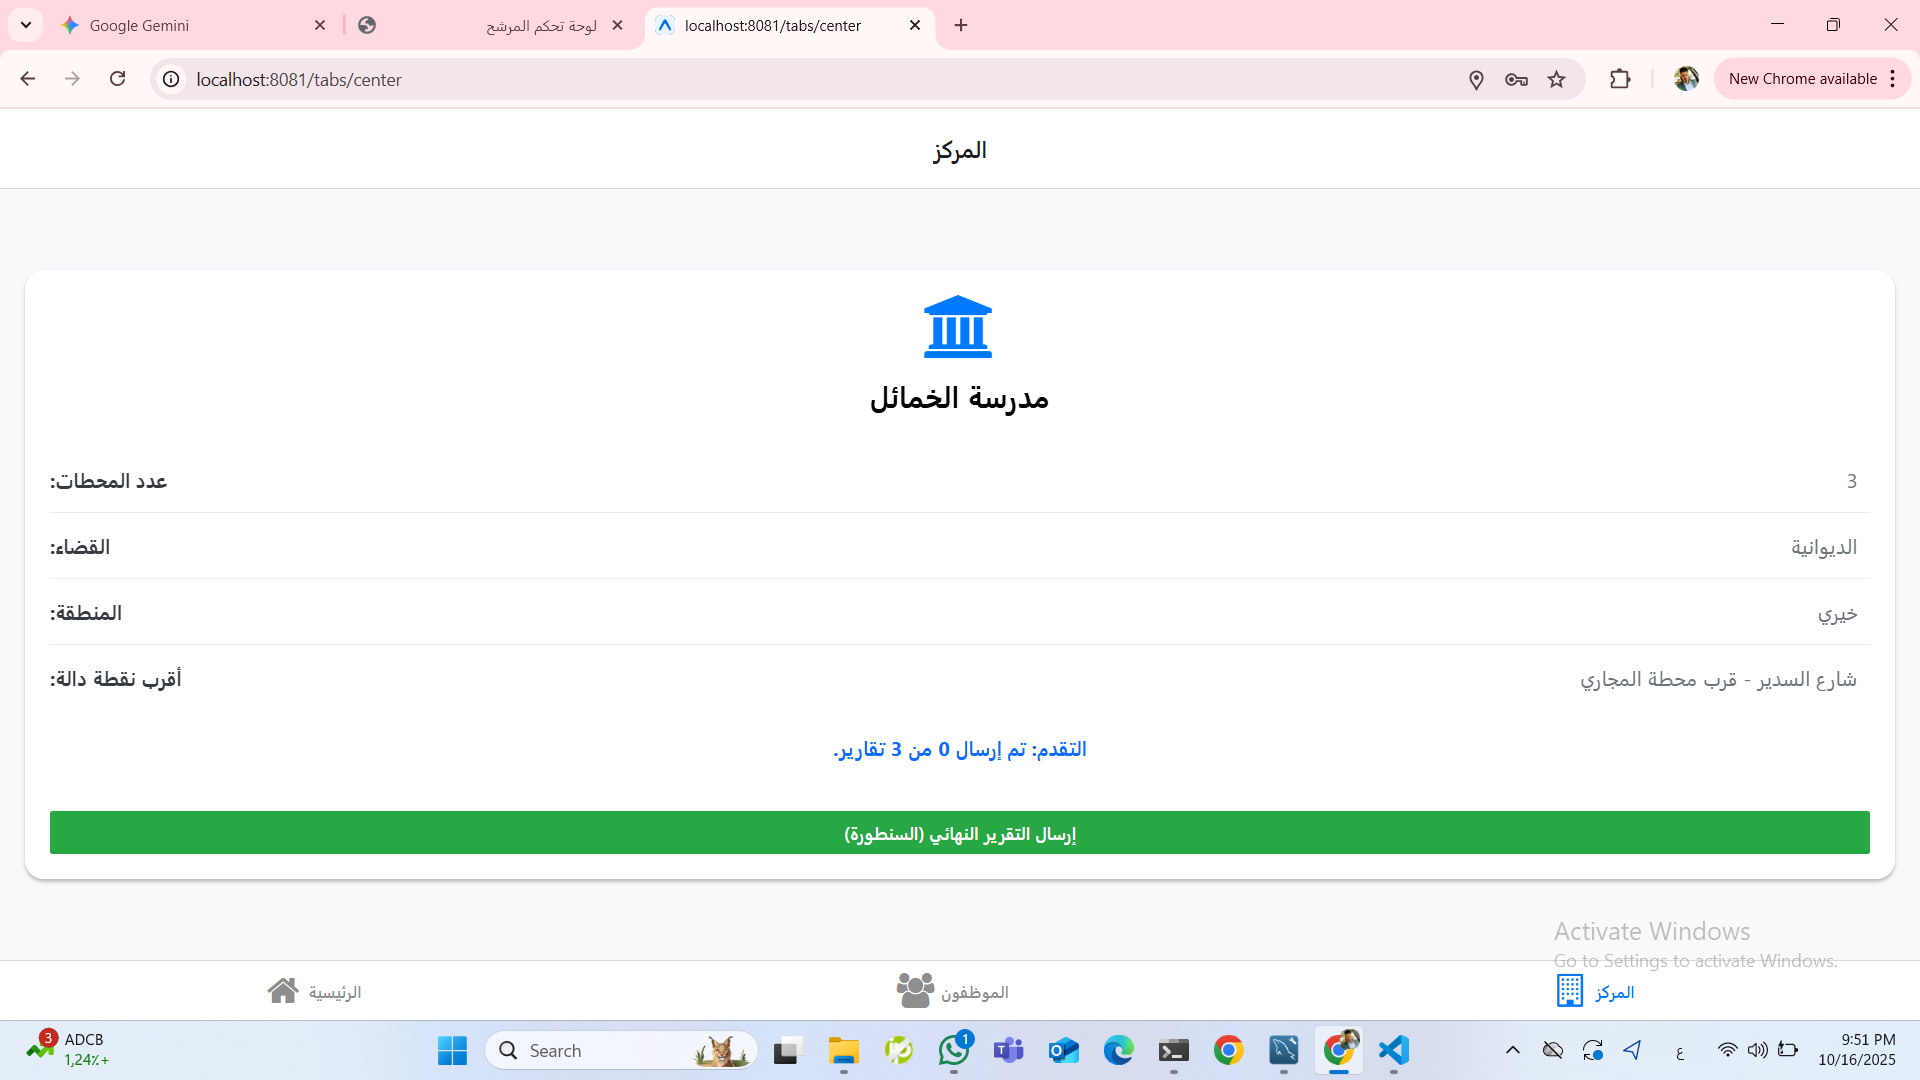 Google Gemini
لوحة تحكم المرشح
localhost:8081/tabs/center
localhost:8081/tabs/center
New Chrome available
المركز
مدرسة الخمائل
عدد المحطات:
3
القضاء:
الديوانية
المنطقة:
خيري
أقرب نقطة دالة:
شارع السدير - قرب محطة المجاري
التقدم: تم إرسال 0 من 3 تقارير.
إرسال التقرير النهائي (السنطورة)
Activate Windows
Go to Settings to activate Windows.
الرئيسية
الموظفون
المركز
3
ADCB
1,24٪+
Search
1
ع
9:51 PM
10/16/2025